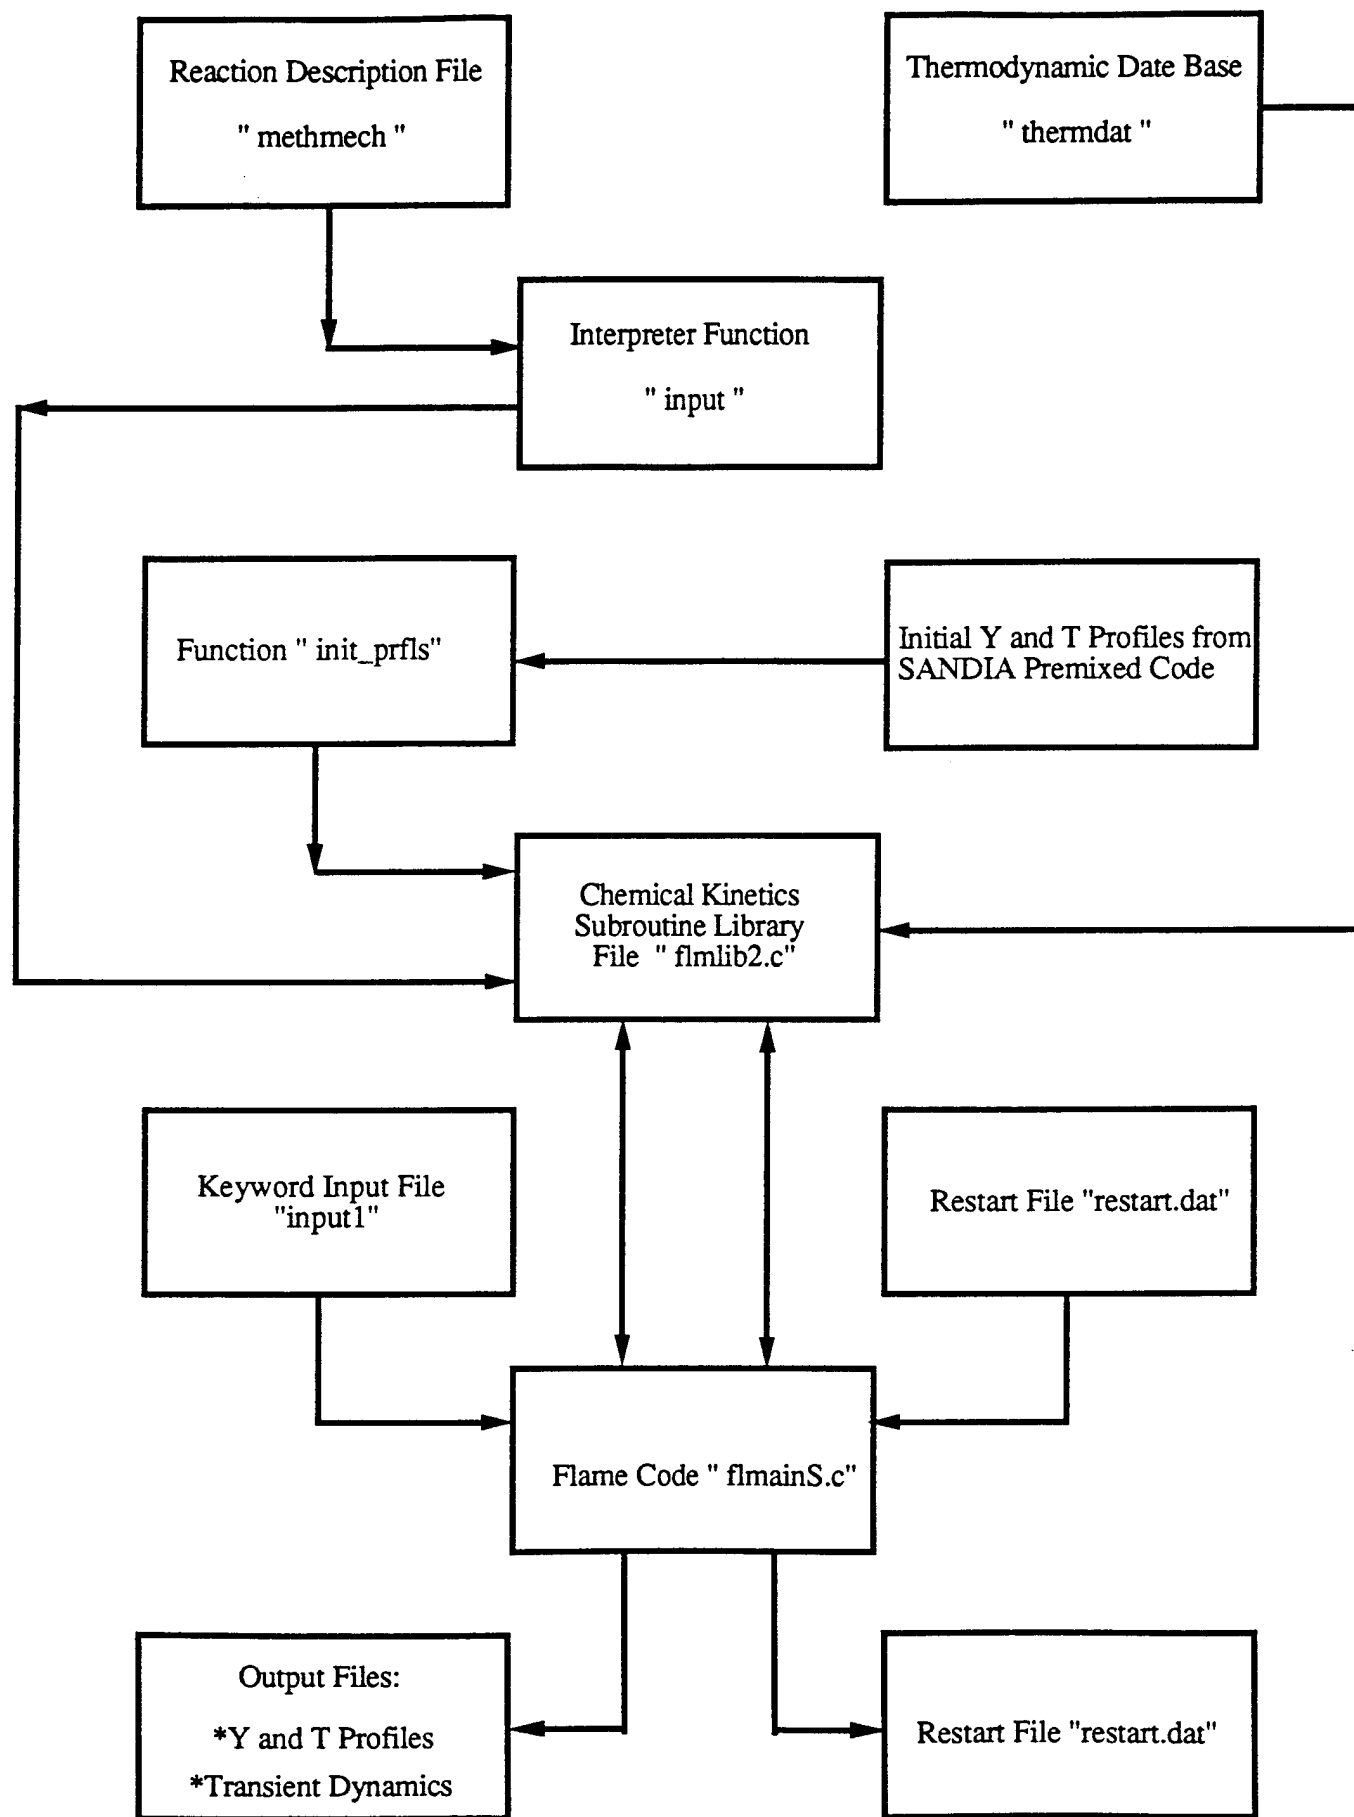 Reaction Description File
" methmech "
Thermodynamic Date Base
" thermdat "
Interpreter Function
" input "
Function " init_prfls"
Initial Y and T Profiles from
SANDIA Premixed Code
Chemical Kinetics
Subroutine Library
File " flmlib2.c"
Keyword Input File
"input1"
Restart File "restart.dat"
Flame Code " flmainS.c"
Output Files:
*Y and T Profiles
*Transient Dynamics
Restart File "restart.dat"